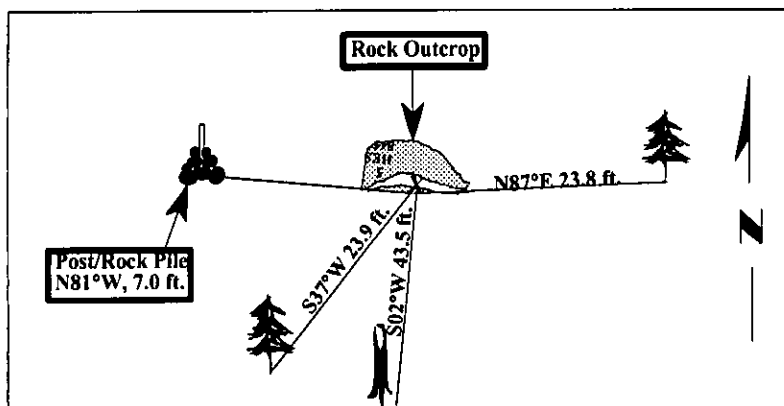 Rock Outcrop
N87°E 23.8 ft.
S37°W 23.9 ft.
S02°W 43.5 ft.
Post/Rock Pile
N81°W, 7.0 ft.
N